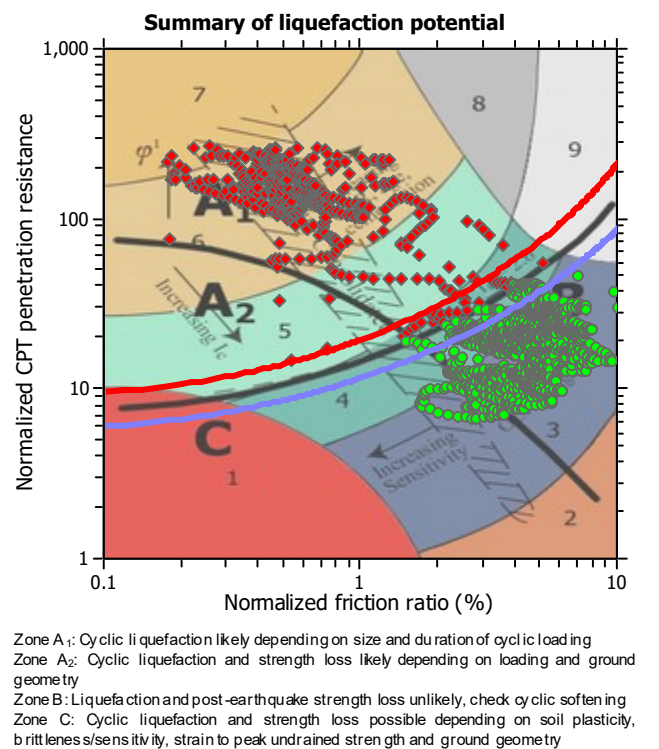 Summary of liquefaction potential
1,000
100
10
1
Normalized CPT penetration resistance
7
8
9
φ'
A1
6
A2
Increasing Ic
5
4
B
C
1
Increasing
Sensitivity
3
2
0.1
1
10
Normalized friction ratio (%)
Zone A1: Cyclic liquefaction likely depending on size and duration of cyclic loading
Zone A2: Cyclic liquefaction and strength loss likely depending on loading and ground
geometry
Zone B: Liquefaction and post-earthquake strength loss unlikely, check cyclic softening
Zone C: Cyclic liquefaction and strength loss possible depending on soil plasticity,
brittleness/sensitivity, strain to peak undrained strength and ground geometry